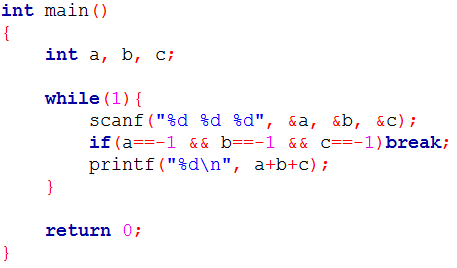 int main()
{
    int a, b, c;

    while(1){
        scanf("%d %d %d", &a, &b, &c);
        if(a==-1 && b==-1 && c==-1)break;
        printf("%d\n", a+b+c);
    }

    return 0;
}